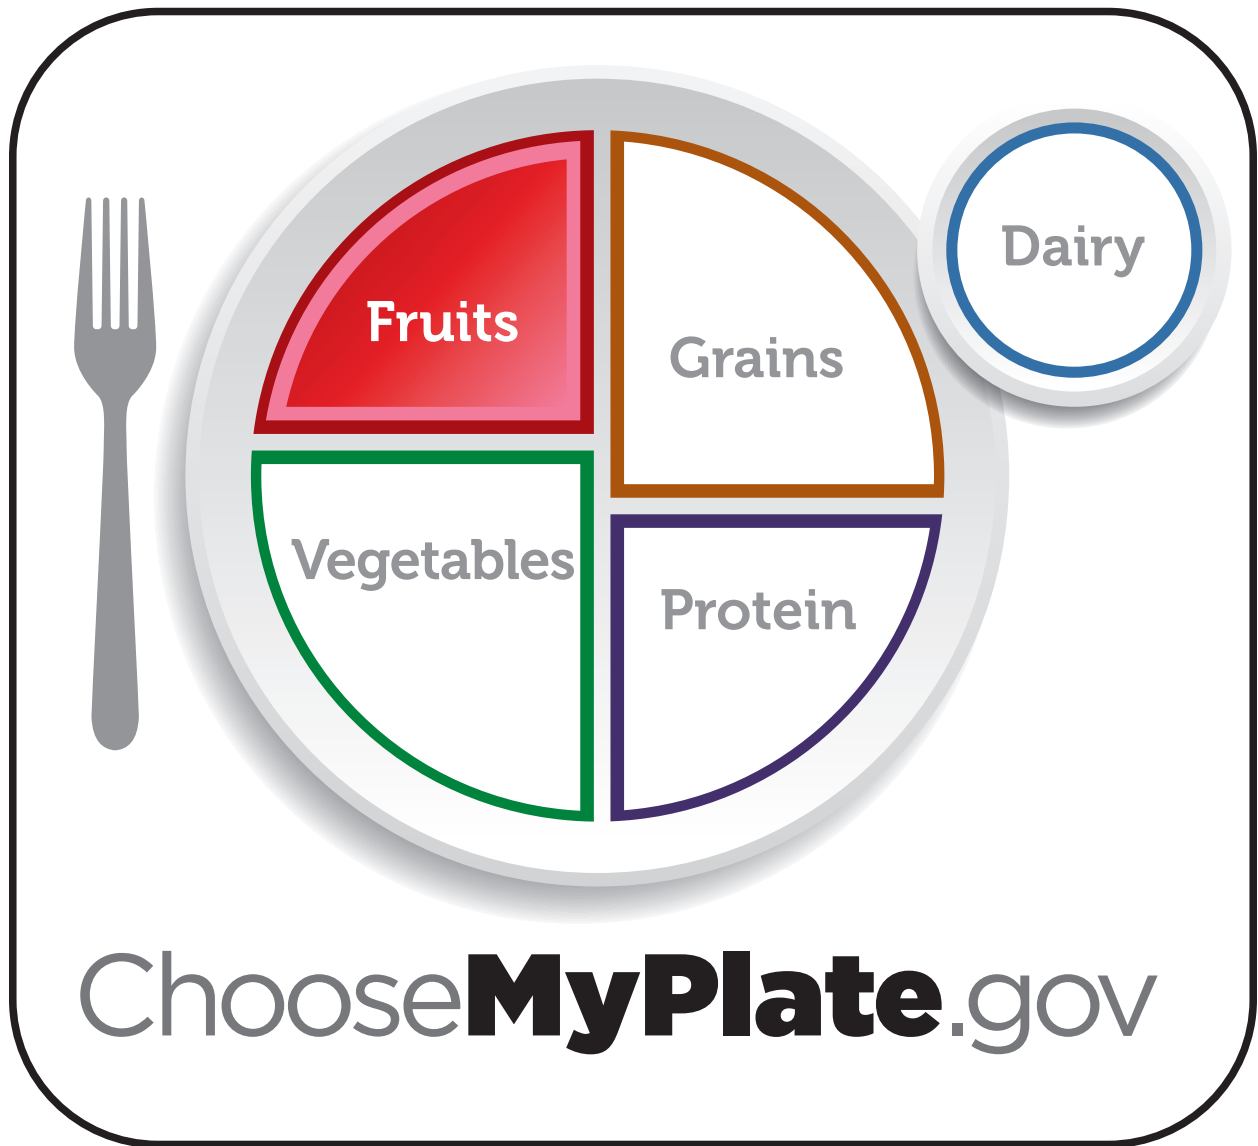 Fruits
Grains
Dairy
Vegetables
Protein
ChooseMyPlate.gov